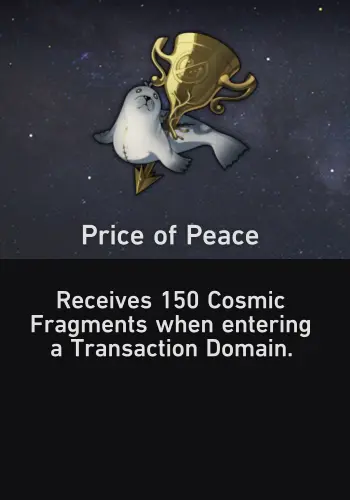 Price of Peace
Receives 150 Cosmic
Fragments when entering
a Transaction Domain.